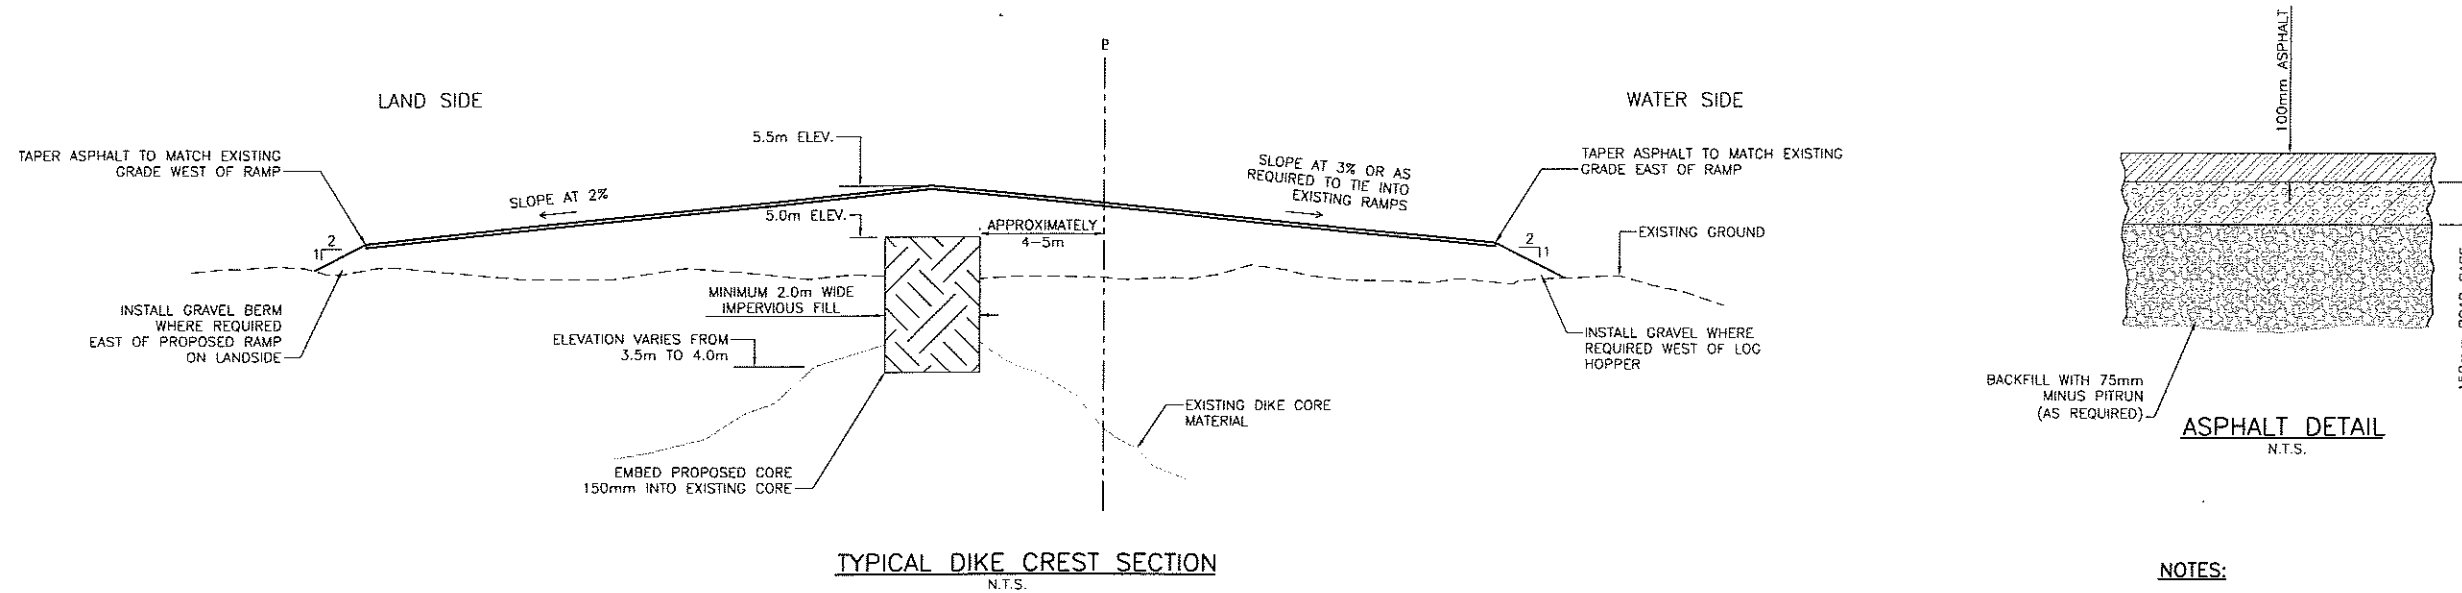 LAND SIDE
WATER SIDE
P
5.5m ELEV.
TAPER ASPHALT TO MATCH EXISTING
GRADE WEST OF RAMP
SLOPE AT 2%
5.0m ELEV.
APPROXIMATELY
4-5m
SLOPE AT 3% OR AS
REQUIRED TO TIE INTO
EXISTING RAMPS
TAPER ASPHALT TO MATCH EXISTING
GRADE EAST OF RAMP
2
1
2
1
EXISTING GROUND
INSTALL GRAVEL BERM
WHERE REQUIRED
EAST OF PROPOSED RAMP
ON LANDSIDE
MINIMUM 2.0m WIDE
IMPERVIOUS FILL
ELEVATION VARIES FROM
3.5m TO 4.0m
INSTALL GRAVEL WHERE
REQUIRED WEST OF LOG
HOPPER
EXISTING DIKE CORE
MATERIAL
EMBED PROPOSED CORE
150mm INTO EXISTING CORE
TYPICAL DIKE CREST SECTION
N.T.S.
100mm ASPHALT
BACKFILL WITH 75mm
MINUS PITRUN
(AS REQUIRED)
ASPHALT DETAIL
N.T.S.
NOTES: